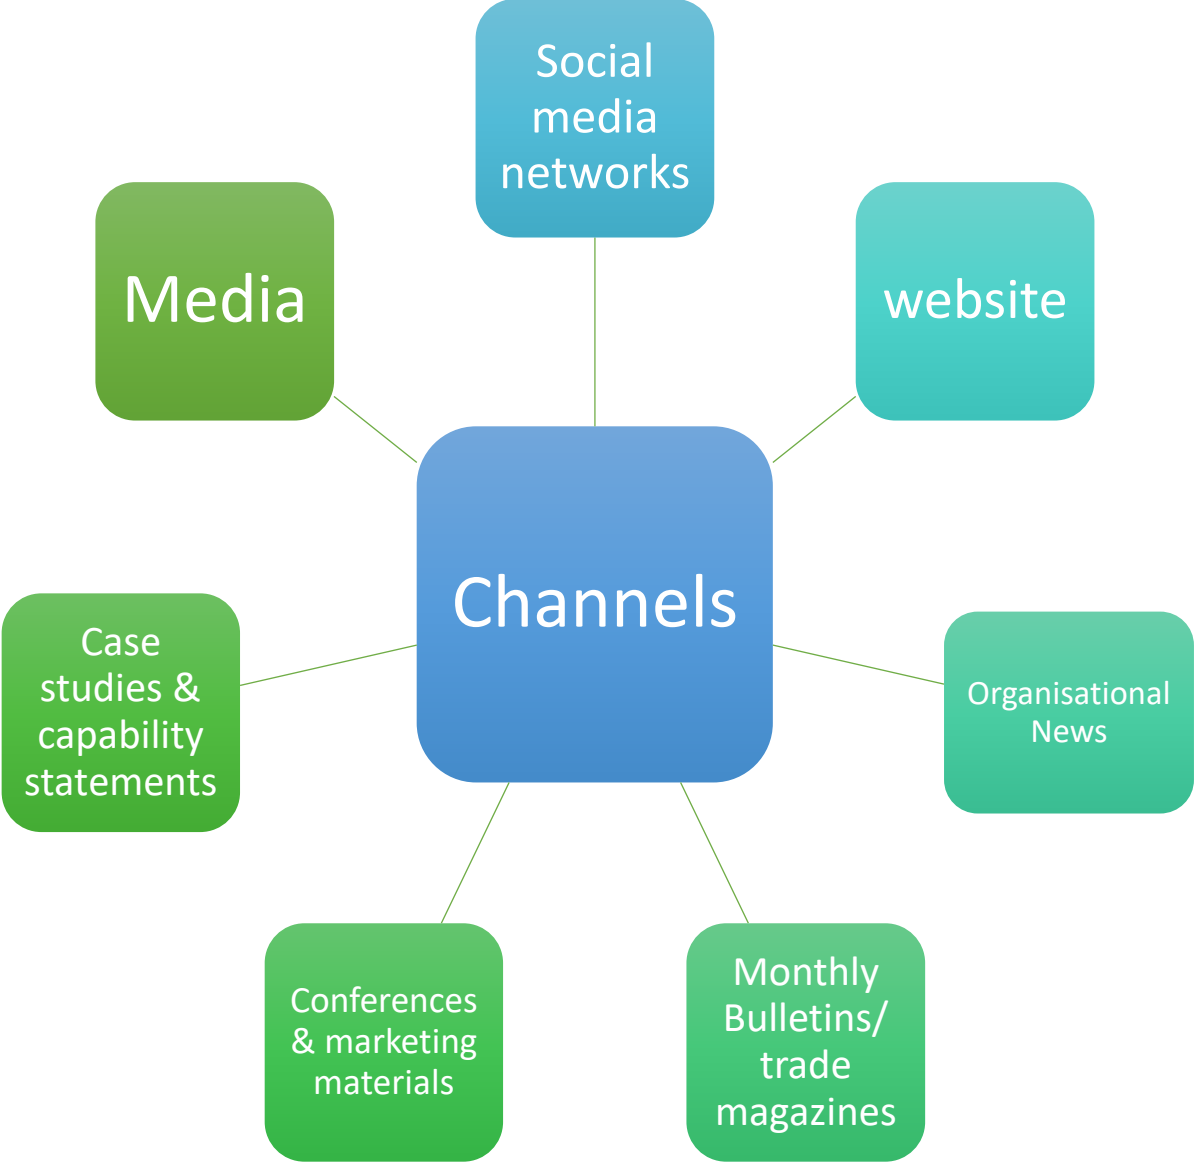 Social
media
networks
Media
website
Channels
Case
studies &
capability
statements
Organisational
News
Conferences
& marketing
materials
Monthly
Bulletins/
trade
magazines